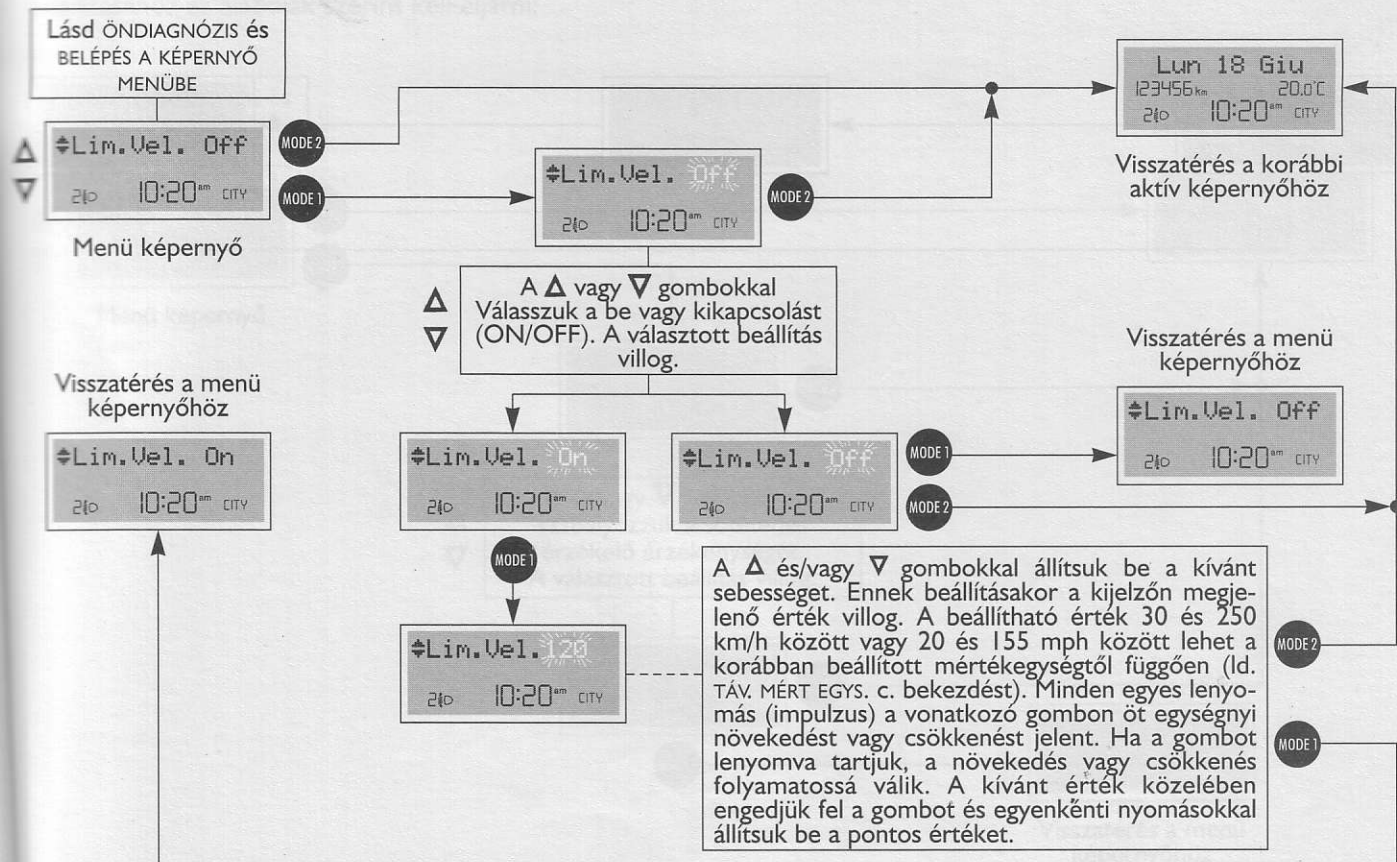 Lásd ÖNDIAGNÓZIS és
BELÉPÉS A KÉPERNYŐ
MENÜBE
Lim.Vel. Off
10:20 am CITY
MODE 2
MODE 1
Menü képernyő
Lim.Vel. Off
10:20 am CITY
MODE 2
Lun 18 Giu
123456 km 20.0°C
10:20 am CITY
Visszatérés a korábbi
aktív képernyőhöz
A Δ vagy ∇ gombokkal
Válasszuk a be vagy kikapcsolást
(ON/OFF). A választott beállítás
villog.
Visszatérés a menü
képernyőhöz
Lim.Vel. On
10:20 am CITY
Lim.Vel. On
10:20 am CITY
MODE 1
Lim.Vel. Off
10:20 am CITY
MODE 1
MODE 2
Visszatérés a menü
képernyőhöz
Lim.Vel. Off
10:20 am CITY
Lim.Vel. 120
10:20 am CITY
A Δ és/vagy ∇ gombokkal állítsuk be a kívánt
sebességet. Ennek beállításakor a kijelzőn megje-
lenő érték villog. A beállítható érték 30 és 250
km/h között vagy 20 és 155 mph között lehet a
korábban beállított mértékegységtől függően (ld.
TÁV. MÉRT EGYS. c. bekezdést). Minden egyes lenyo-
más (impulzus) a vonatkozó gombon öt egységnyi
növekedést vagy csökkenést jelent. Ha a gombot
lenyomva tartjuk, a növekedés vagy csökkenés
folyamatossá válik. A kívánt érték közelében
engedjük fel a gombot és egyenkénti nyomásokkal
állítsuk be a pontos értéket.
MODE 2
MODE 1